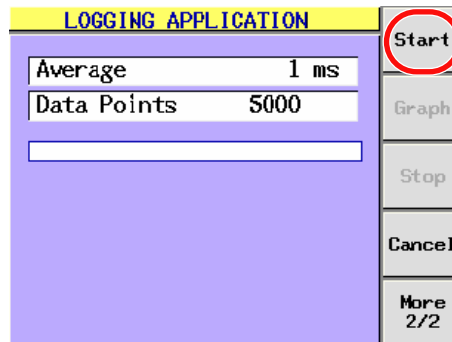 LOGGING APPLICATION
Average 1 ms
Data Points 5000
Start
Graph
Stop
Cancel
More
2/2